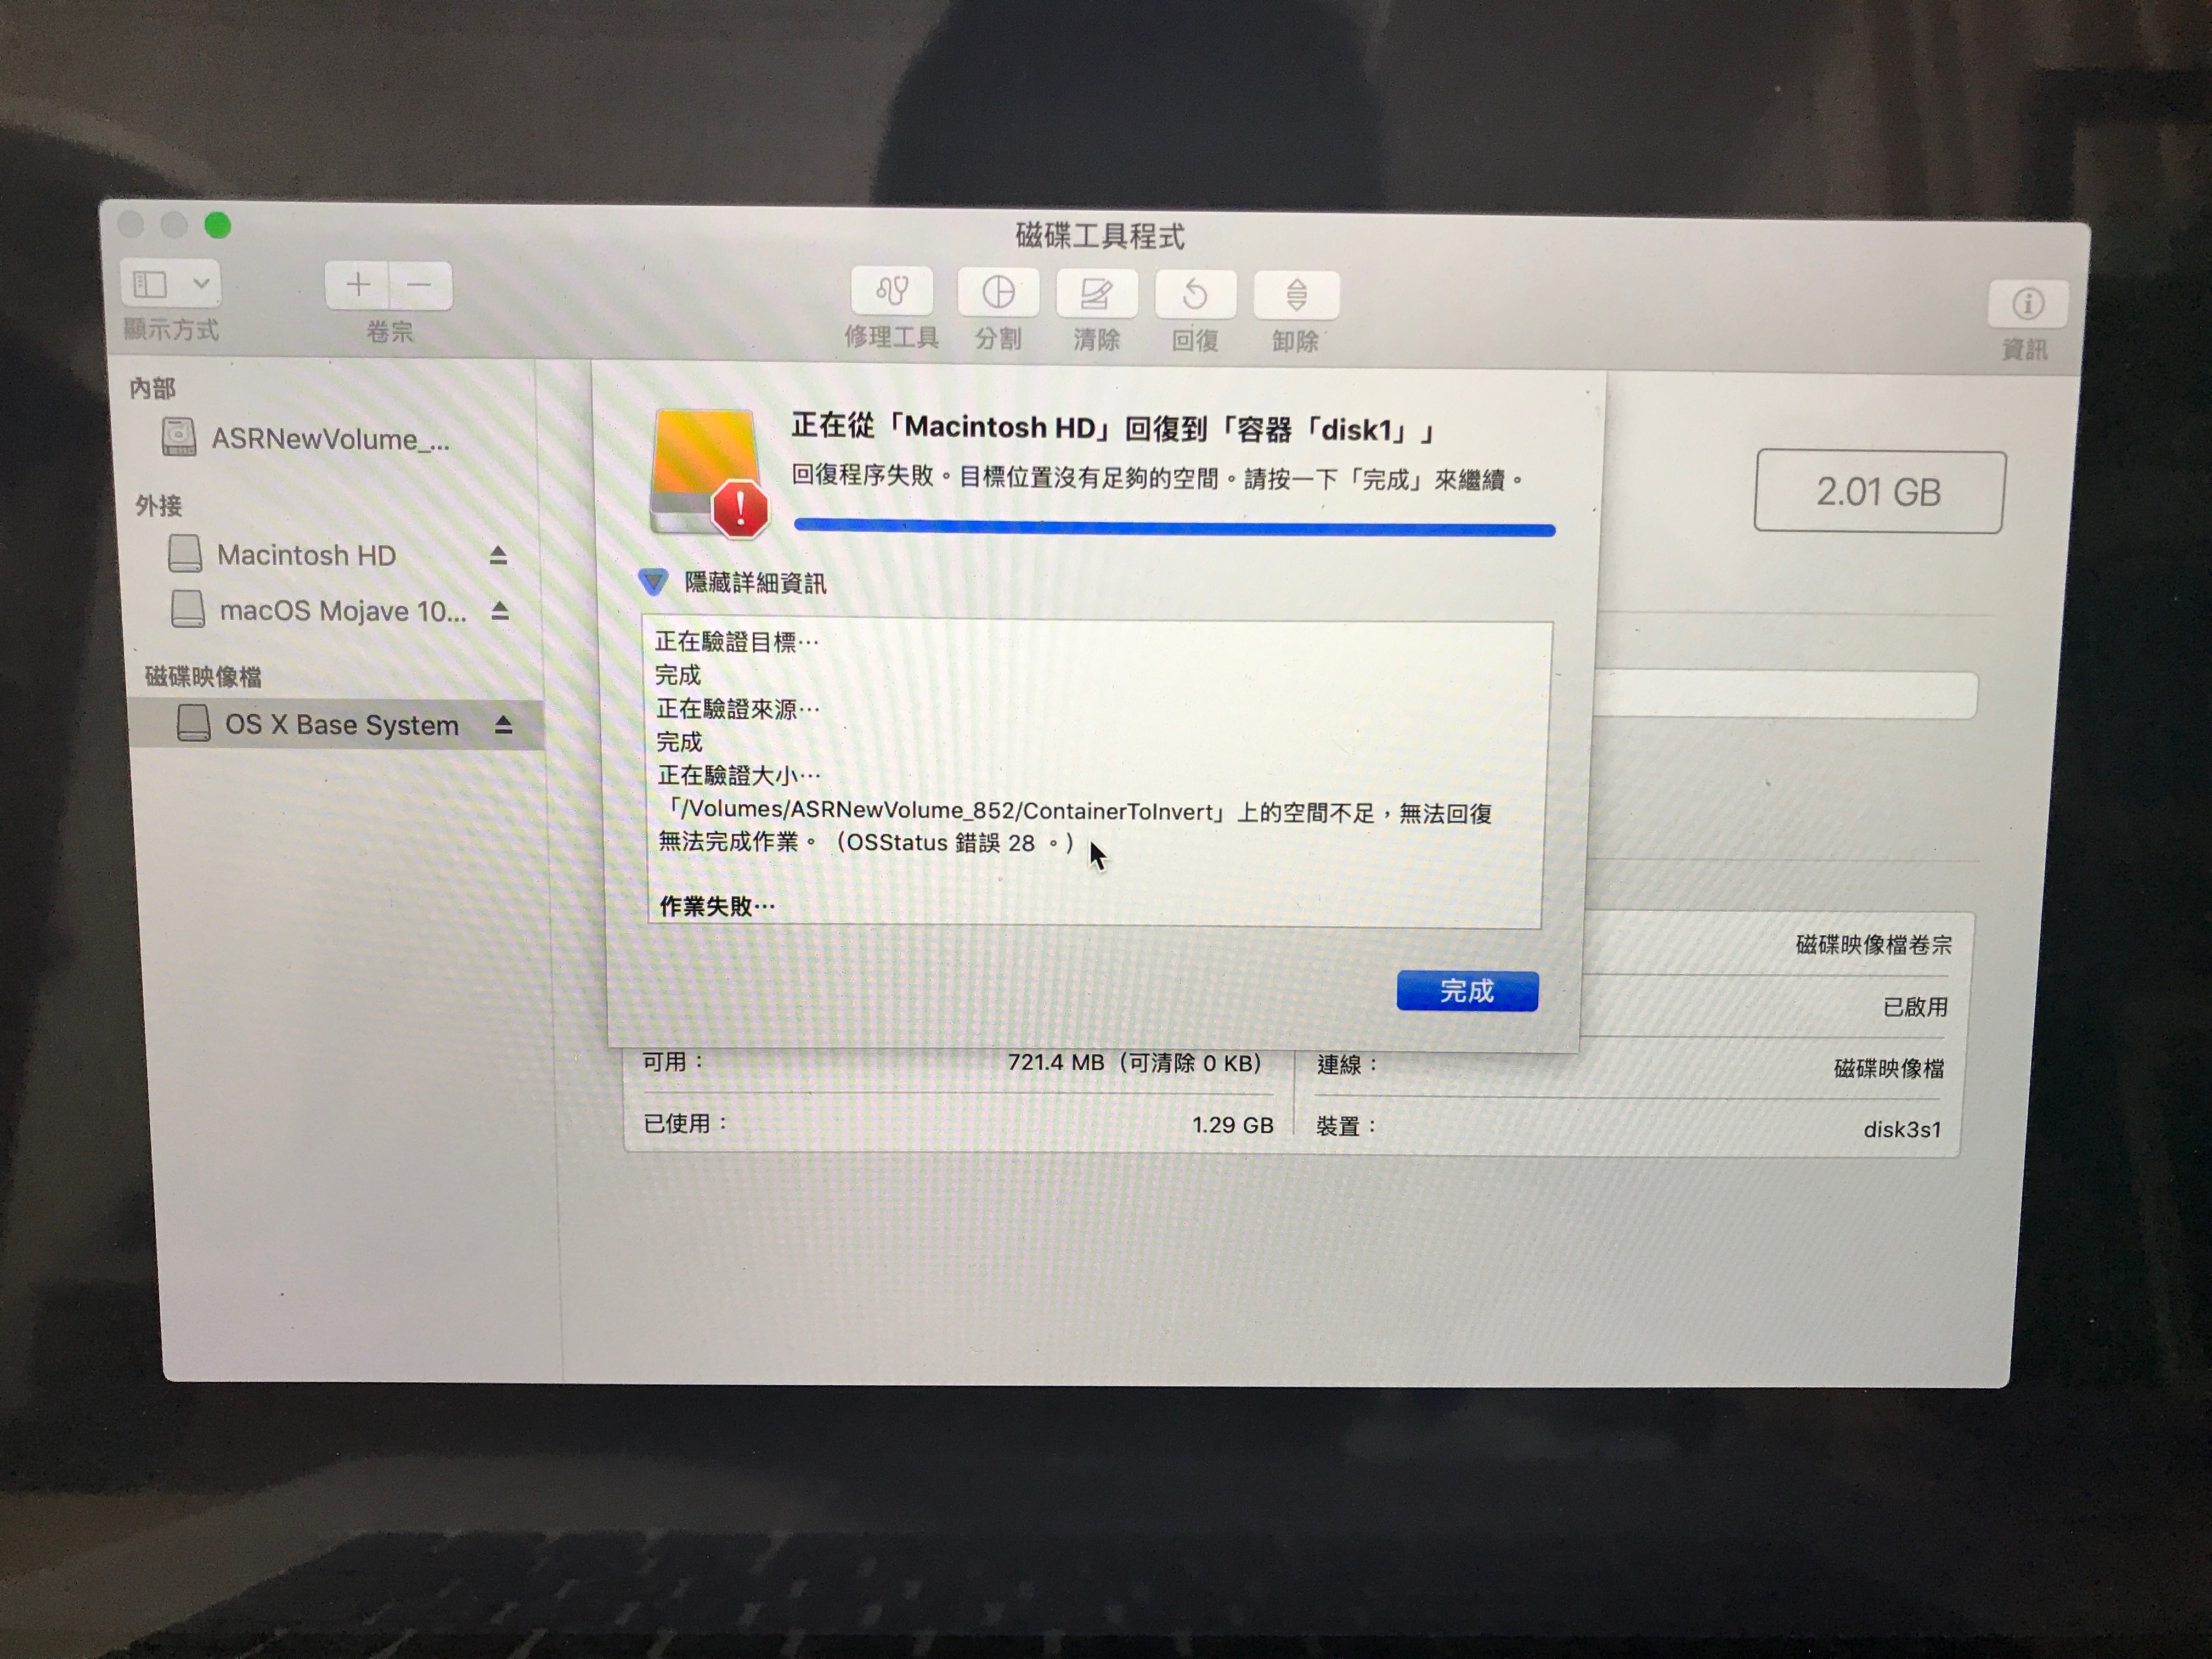 磁碟工具程式
顯示方式
卷宗
修理工具
分割
清除
回復
卸除
資訊
內部
ASRNewVolume_...
外接
Macintosh HD
macOS Mojave 10...
磁碟映像檔
OS X Base System
正在從「Macintosh HD」回復到「容器「disk1」」
回復程序失敗。目標位置沒有足夠的空間。請按一下「完成」來繼續。
2.01 GB
隱藏詳細資訊
正在驗證目標⋯
完成
正在驗證來源⋯
完成
正在驗證大小⋯
「/Volumes/ASRNewVolume_852/ContainerToInvert」上的空間不足，無法回復
無法完成作業。（OSStatus 錯誤 28 。）
作業失敗⋯
完成
磁碟映像檔卷宗
已啟用
可用：
721.4 MB（可清除 0 KB）
連線：
磁碟映像檔
已使用：
1.29 GB
裝置：
disk3s1